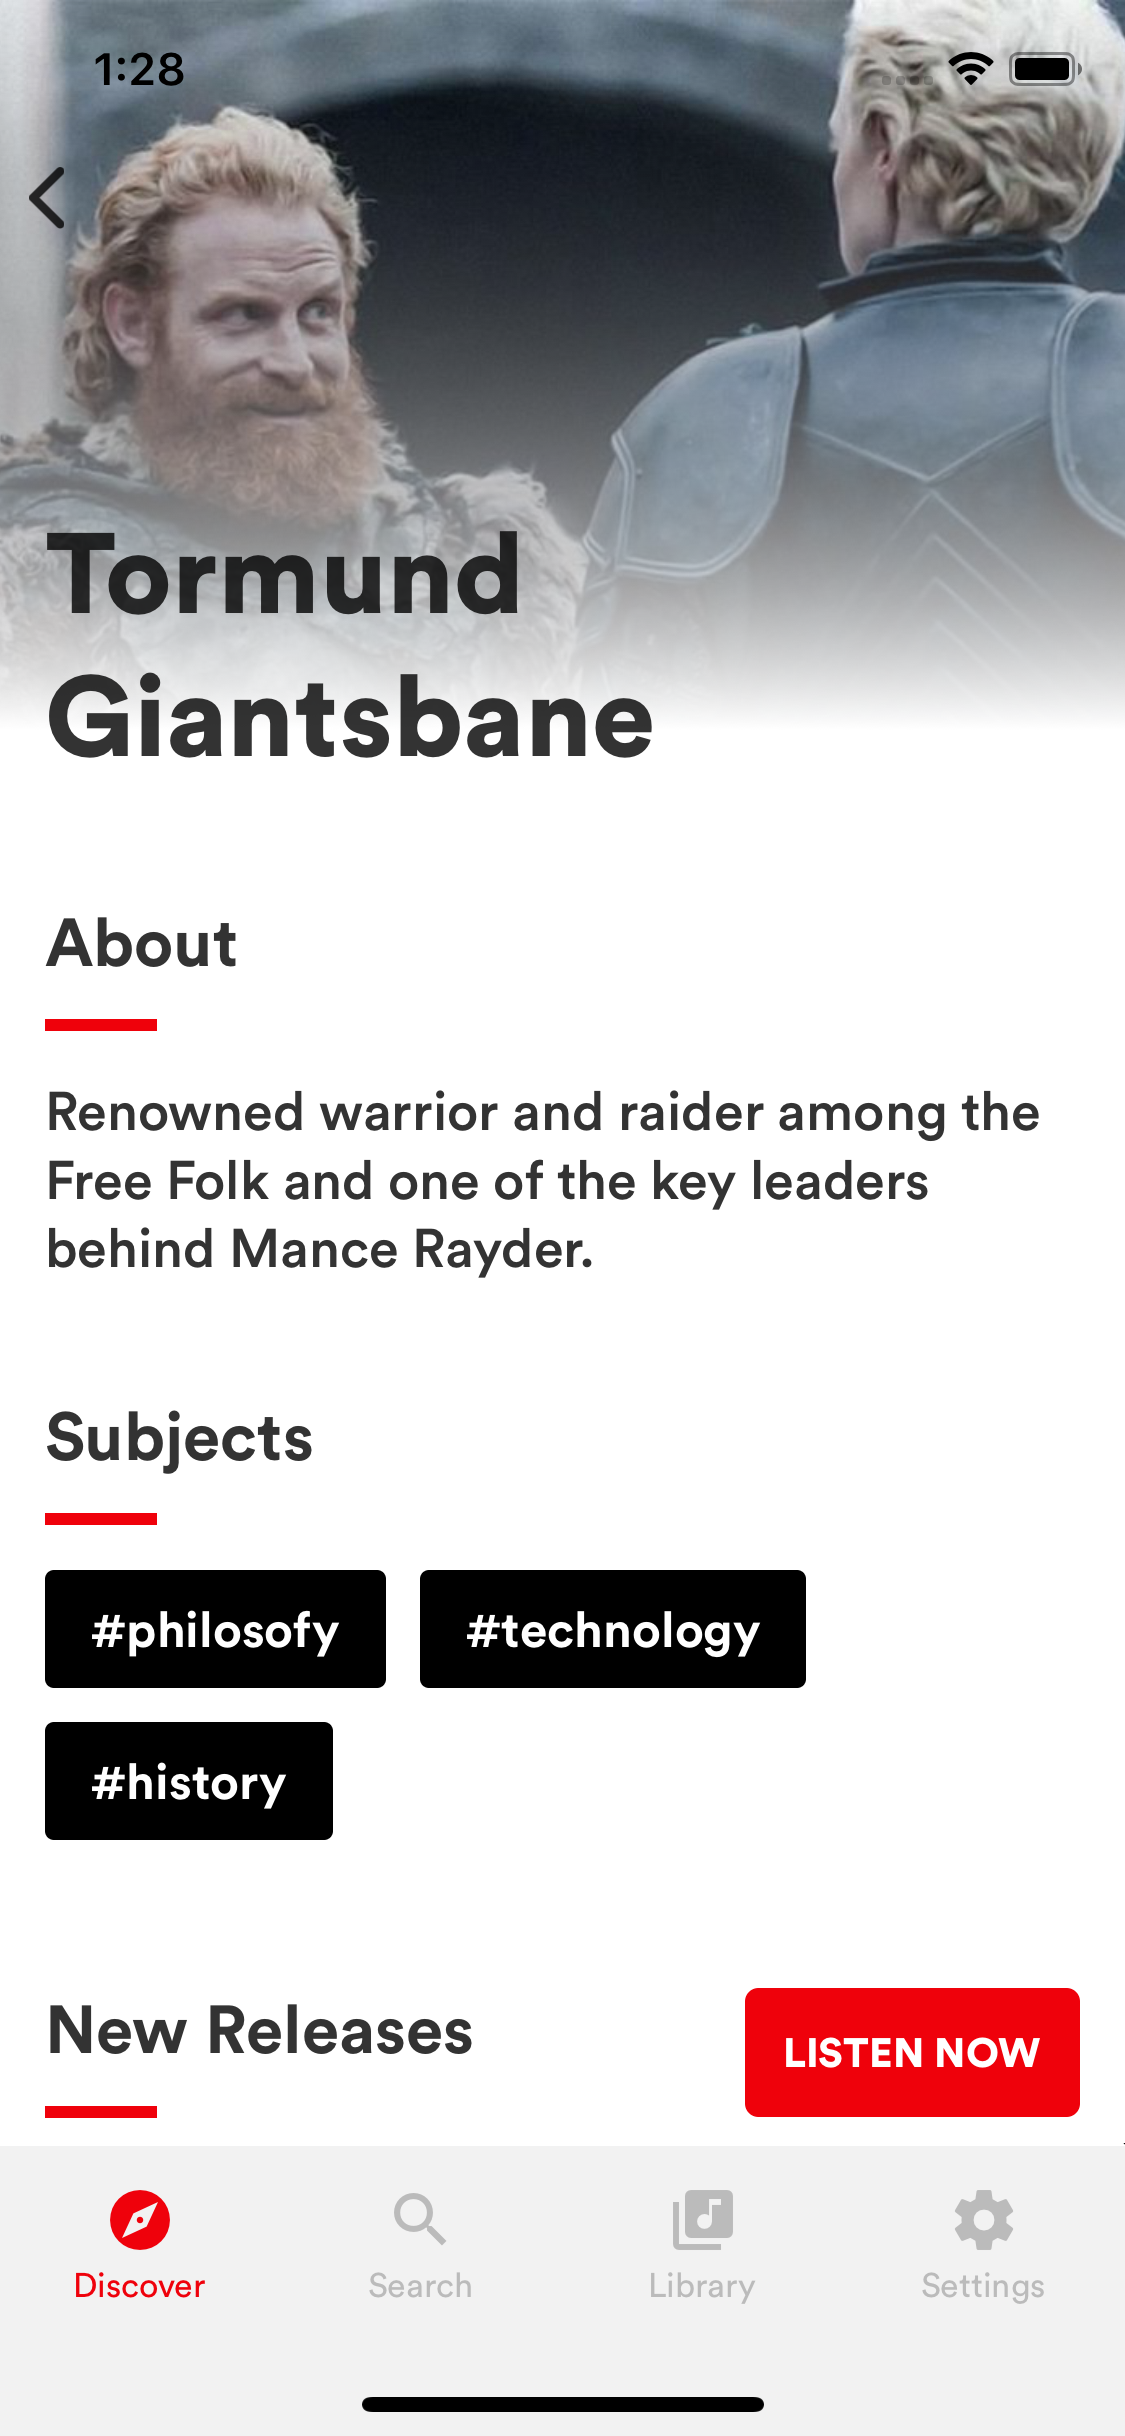 1:28
Tormund
Giantsbane
About
Renowned warrior and raider among the
Free Folk and one of the key leaders
behind Mance Rayder.
Subjects
#philosofy #technology
#history
New Releases
LISTEN NOW
Discover Search Library Settings